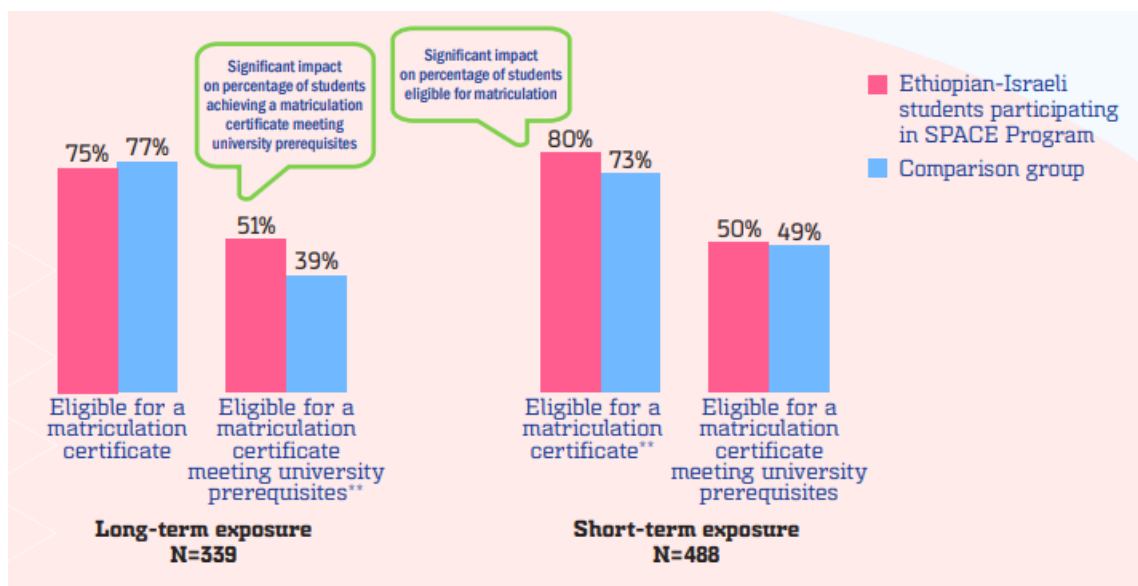 Significant impact
on percentage of students
achieving a matriculation
certificate meeting
university prerequisites
Significant impact
on percentage of students
eligible for matriculation
Ethiopian-Israeli
students participating
in SPACE Program
Comparison group
75%
77%
51%
39%
80%
73%
50%
49%
Eligible for a
matriculation
certificate
Eligible for a
matriculation
certificate
meeting university
prerequisites**
Eligible for a
matriculation
certificate**
Eligible for a
matriculation
certificate
meeting university
prerequisites
Long-term exposure
N=339
Short-term exposure
N=488